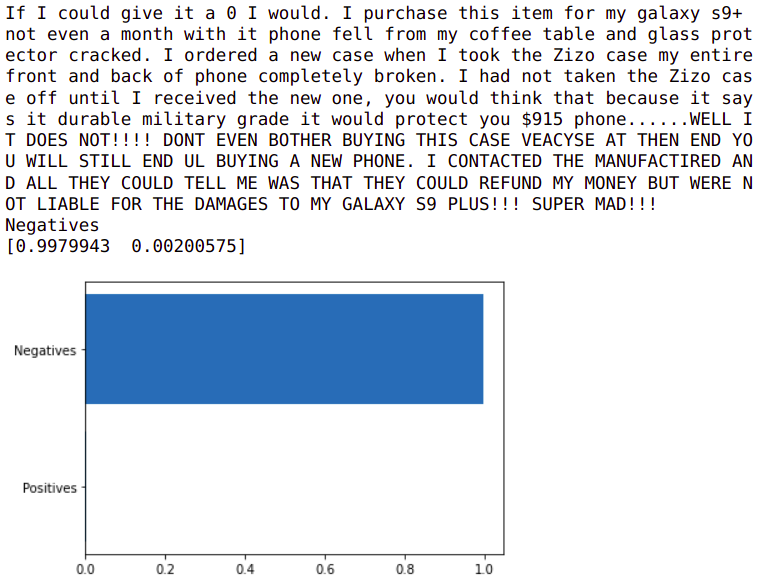 If I could give it a 0 I would. I purchase this item for my galaxy s9+
not even a month with it phone fell from my coffee table and glass prot
ector cracked. I ordered a new case when I took the Zizo case my entire
front and back of phone completely broken. I had not taken the Zizo cas
e off until I received the new one, you would think that because it say
s it durable military grade it would protect you $915 phone......WELL I
T DOES NOT!!!! DONT EVEN BOTHER BUYING THIS CASE VEACYSE AT THEN END YO
U WILL STILL END UL BUYING A NEW PHONE. I CONTACTED THE MANUFACTIRED AN
D ALL THEY COULD TELL ME WAS THAT THEY COULD REFUND MY MONEY BUT WERE N
OT LIABLE FOR THE DAMAGES TO MY GALAXY S9 PLUS!!! SUPER MAD!!!
Negatives
[0.9979943  0.00200575]
Negatives
Positives
0.0 0.2 0.4 0.6 0.8 1.0